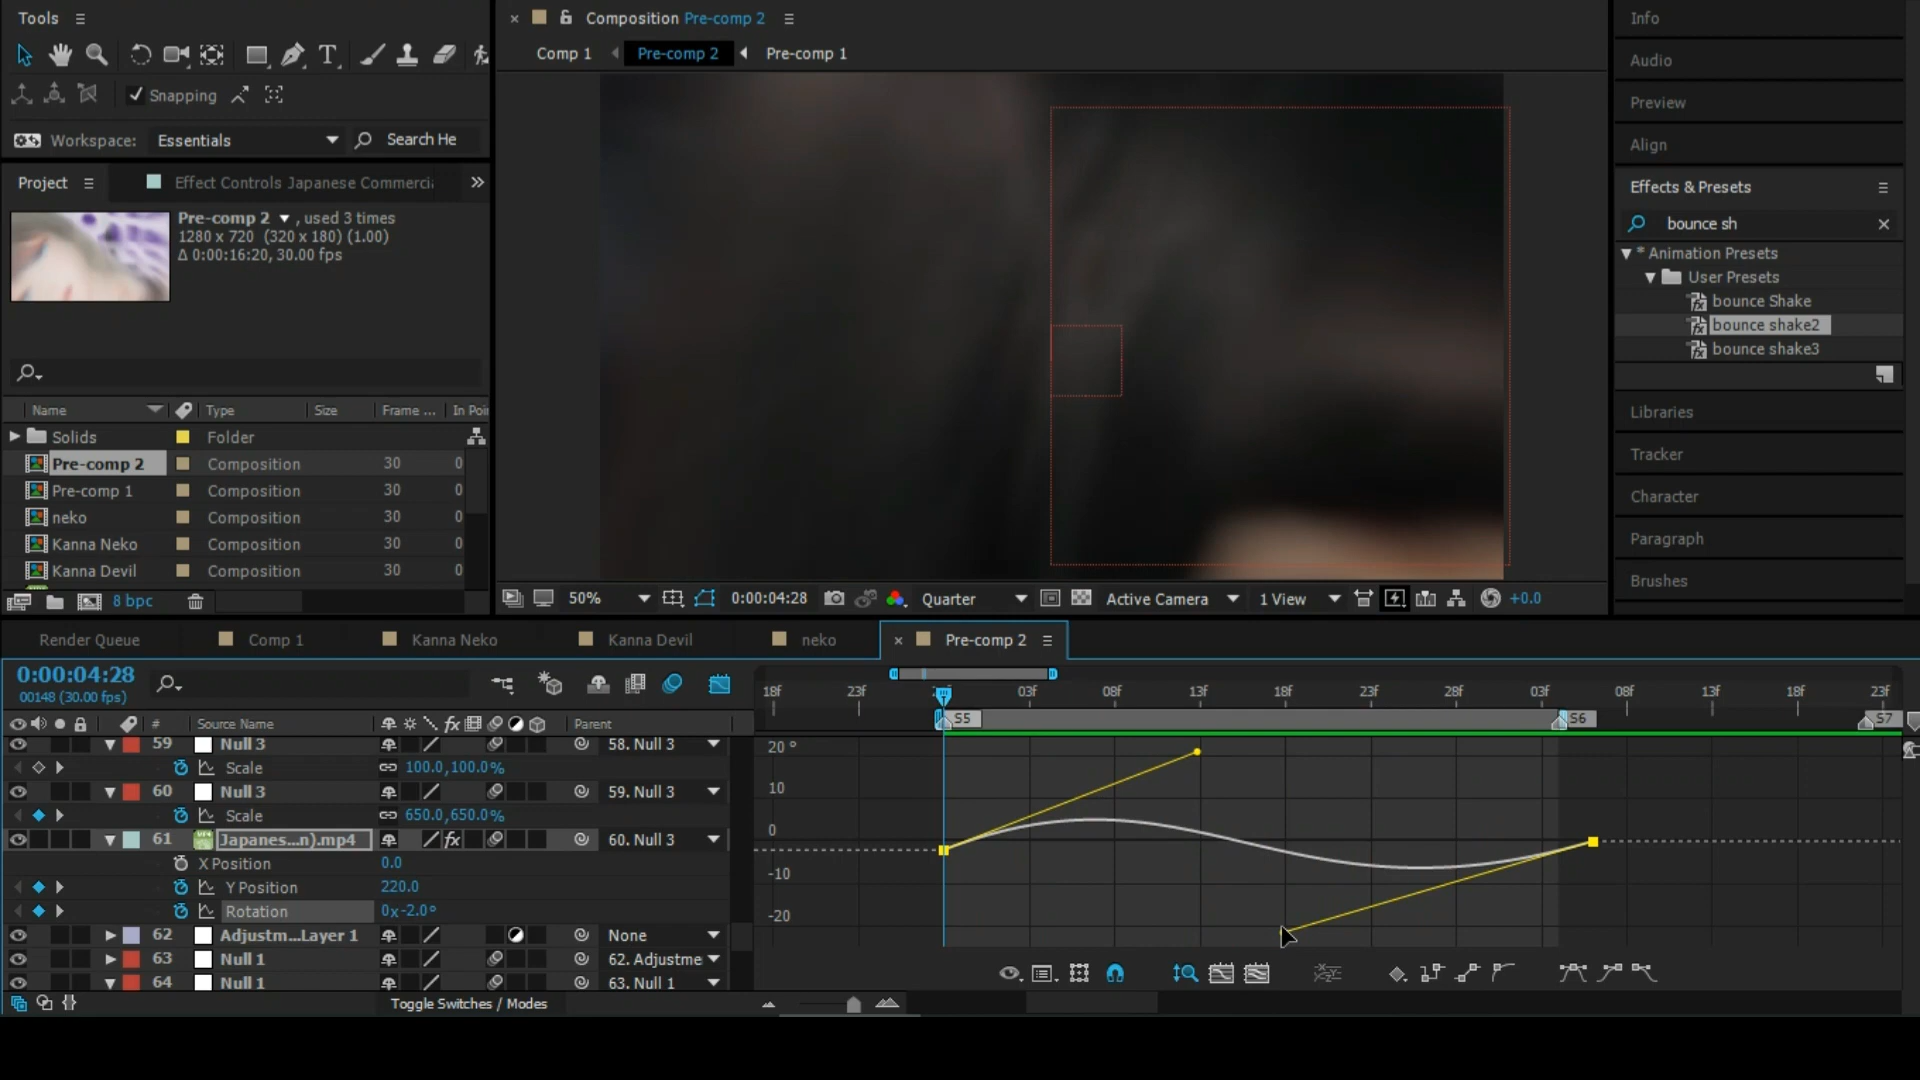 Tools
Snapping
Workspace: Essentials Search He
Project Effect Controls Japanese Commerci
Pre-comp 2 , used 3 times
1280 x 720 (320 x 180) (1.00)
Δ 0:00:16:20, 30.00 fps
Name Type Size Frame ... In Poi
Solids Folder
Pre-comp 2 Composition 30 0
Pre-comp 1 Composition 30 0
neko Composition 30 0
Kanna Neko Composition 30 0
Kanna Devil Composition 30 0
8 bpc
Composition Pre-comp 2
Comp 1 Pre-comp 2 Pre-comp 1
50% 0:00:04:28 Quarter Active Camera 1 View +0.0
Info
Audio
Preview
Align
Effects & Presets
bounce sh
* Animation Presets
User Presets
bounce Shake
bounce shake2
bounce shake3
Libraries
Tracker
Character
Paragraph
Brushes
Render Queue Comp 1 Kanna Neko Kanna Devil neko Pre-comp 2
0:00:04:28
00148 (30.00 fps)
18f 23f 03f 08f 13f 18f 23f 28f 03f 08f 13f 18f 23f
# Source Name fx Parent
S5 S6 S7
59 Null 3 58. Null 3
Scale 100.0,100.0%
60 Null 3 59. Null 3
Scale 650.0,650.0%
61 Japanes...n).mp4 fx 60. Null 3
X Position 0.0
Y Position 220.0
Rotation 0x-2.0°
62 Adjustm...Layer 1 None
63 Null 1 62. Adjustme
64 Null 1 63. Null 1
20 °
10
0
-10
-20
Toggle Switches / Modes